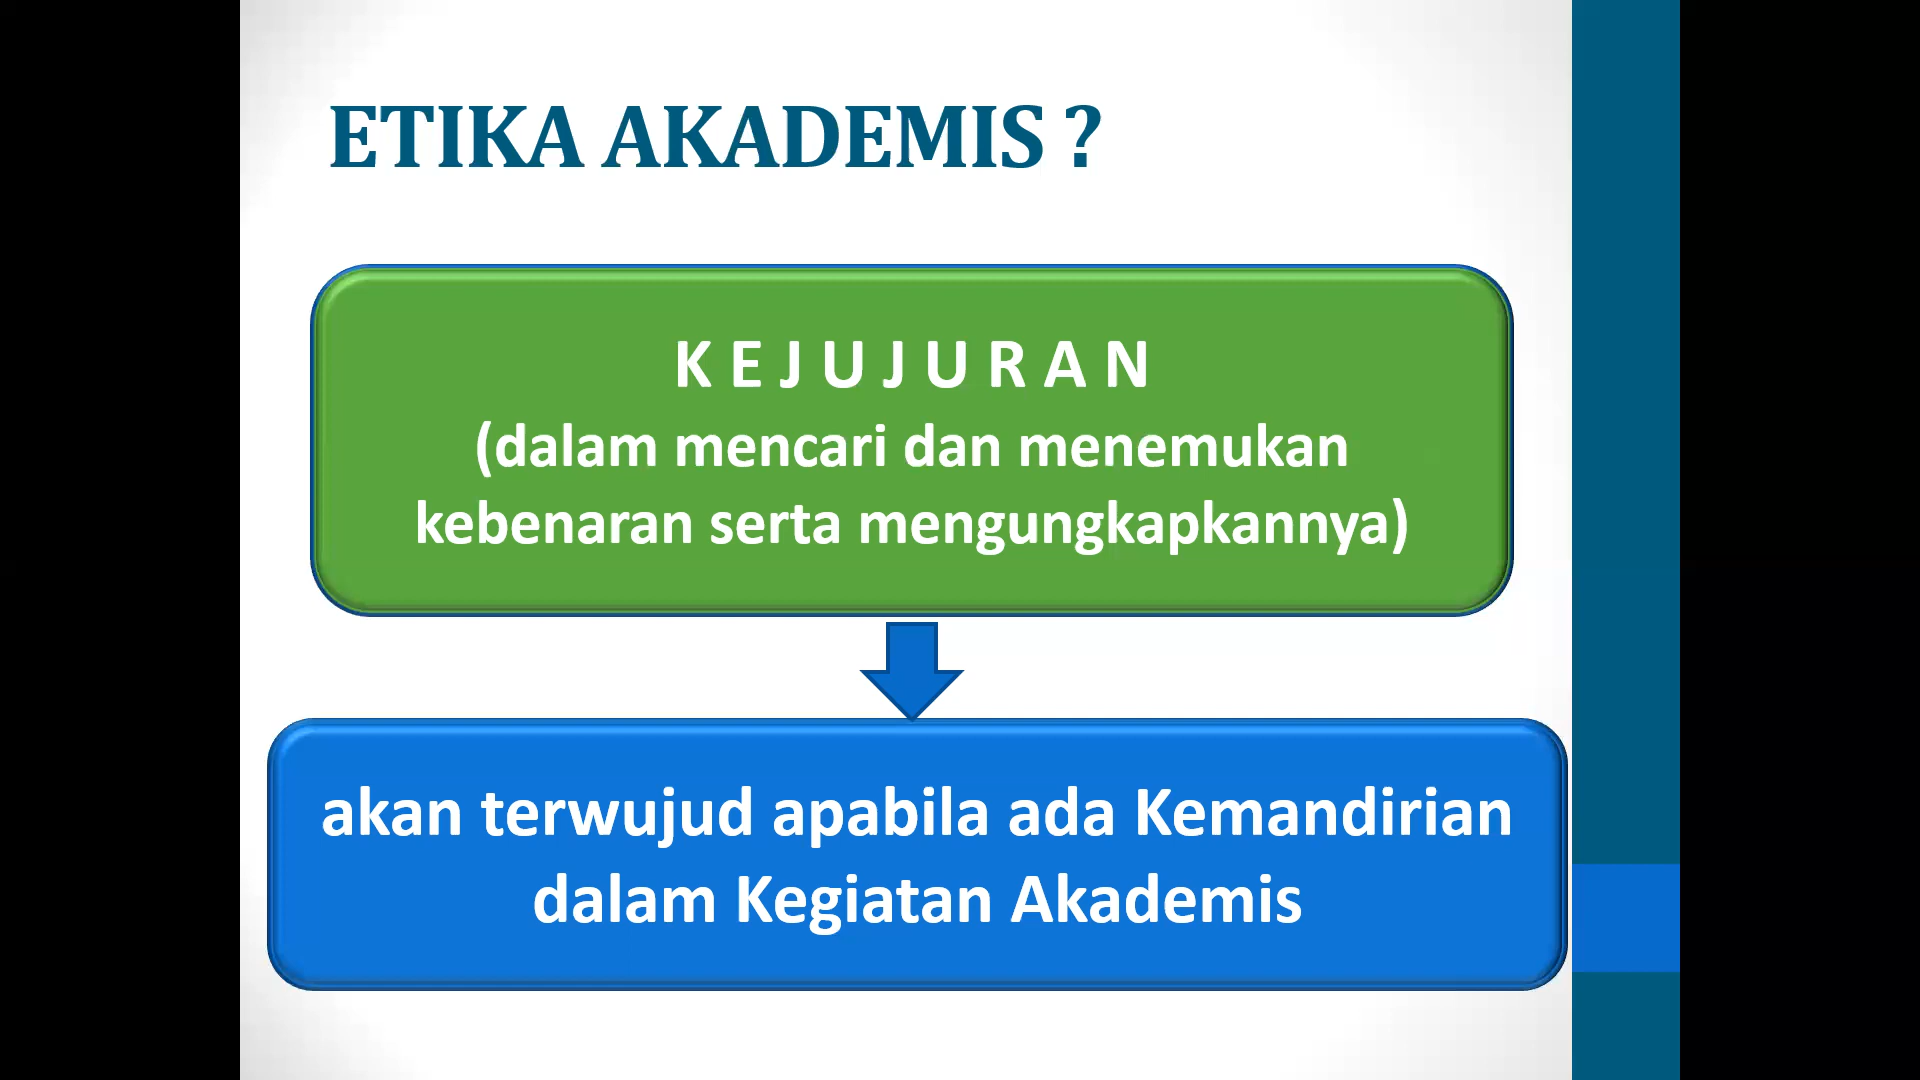 ETIKA AKADEMIS ?
K E J U J U R A N
(dalam mencari dan menemukan
kebenaran serta mengungkapkannya)
akan terwujud apabila ada Kemandirian
dalam Kegiatan Akademis